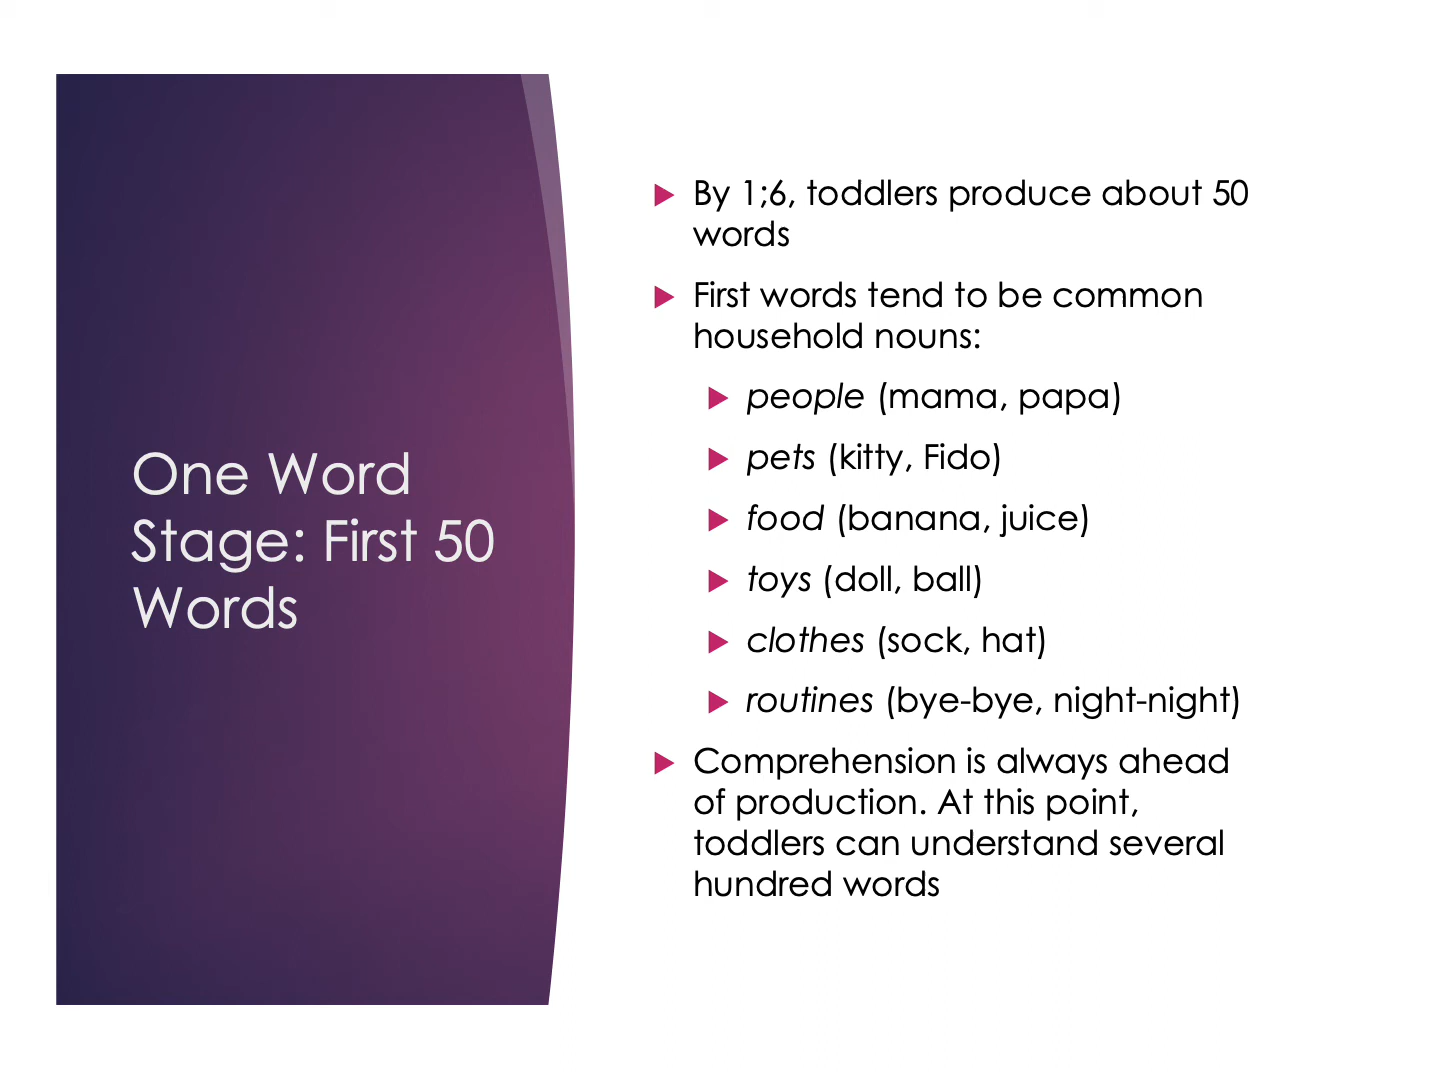 One Word
Stage: First 50
Words
By 1;6, toddlers produce about 50
words
First words tend to be common
household nouns:
people (mama, papa)
pets (kitty, Fido)
food (banana, juice)
toys (doll, ball)
clothes (sock, hat)
routines (bye-bye, night-night)
Comprehension is always ahead
of production. At this point,
toddlers can understand several
hundred words